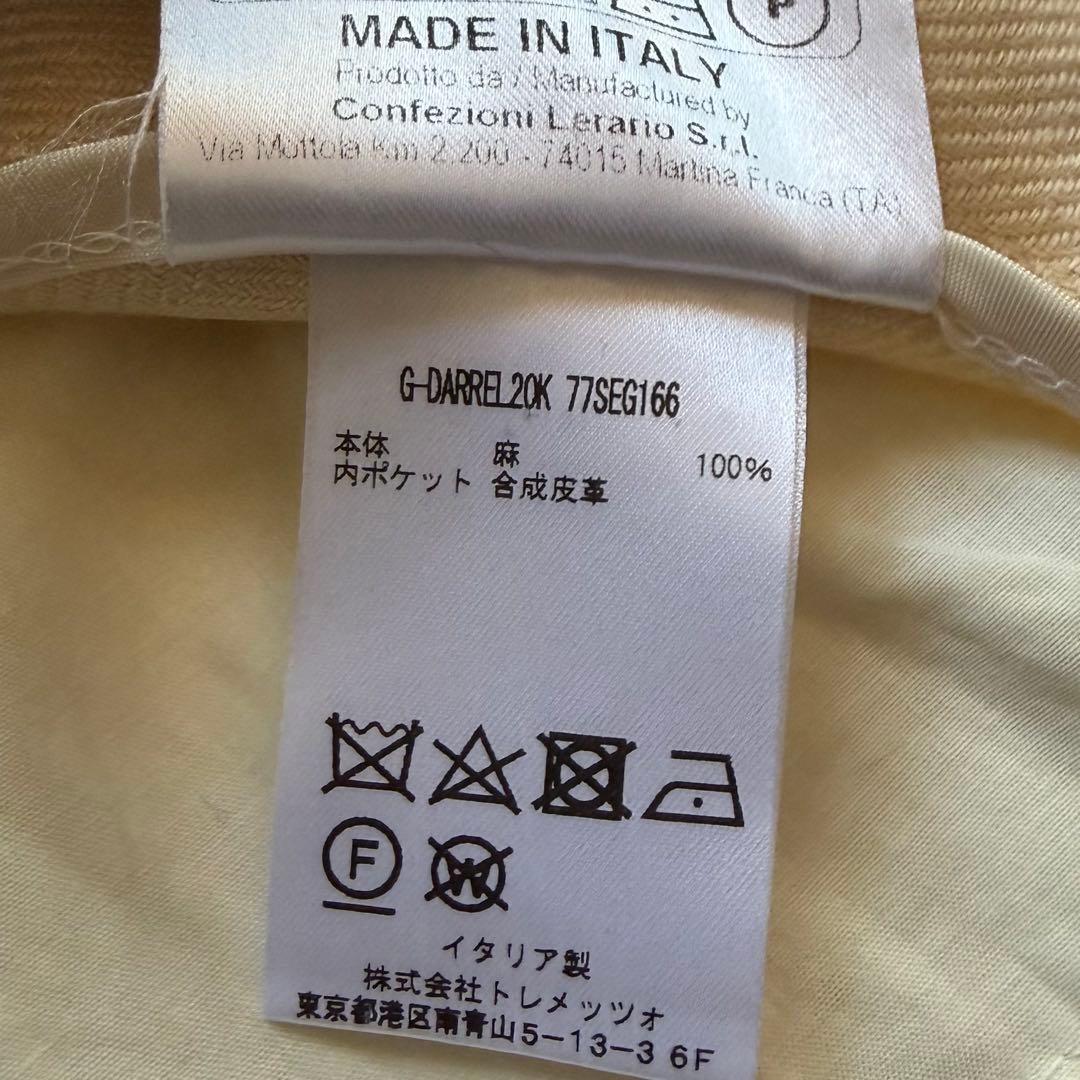 P
MADE IN ITALY
Prodotto da / Manufactured by
Confezioni Lerario S.r.l.
Via Mottola Km 2.200 - 74015 Martina Franca (TA)
G-DARREL20K 77SEG166
本体 麻 100%
内ポケット 合成皮革
F
W
イタリア製
株式会社トレメッツオ
東京都港区南青山5-13-3 6F